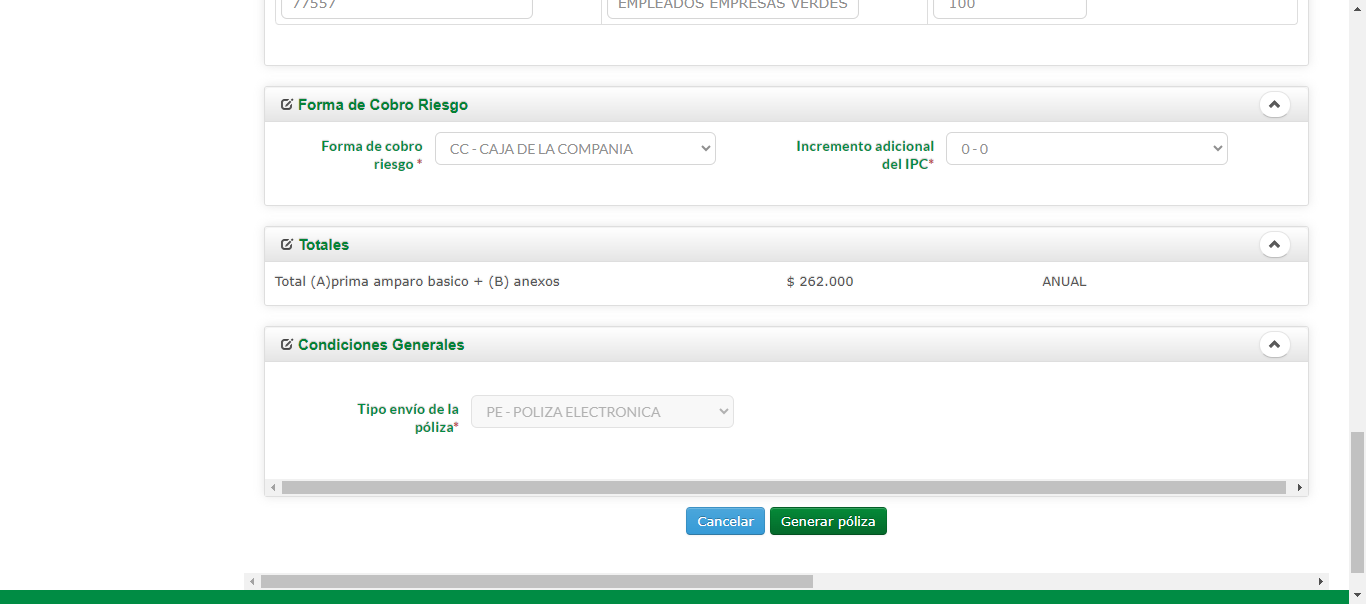 77557 EMPLEADOS EMPRESAS VERDES 100
Forma de Cobro Riesgo
Forma de cobro riesgo * CC - CAJA DE LA COMPANIA Incremento adicional del IPC* 0 - 0
Totales
Total (A)prima amparo basico + (B) anexos $ 262.000 ANUAL
Condiciones Generales
Tipo envío de la póliza* PE - POLIZA ELECTRONICA
Cancelar Generar póliza